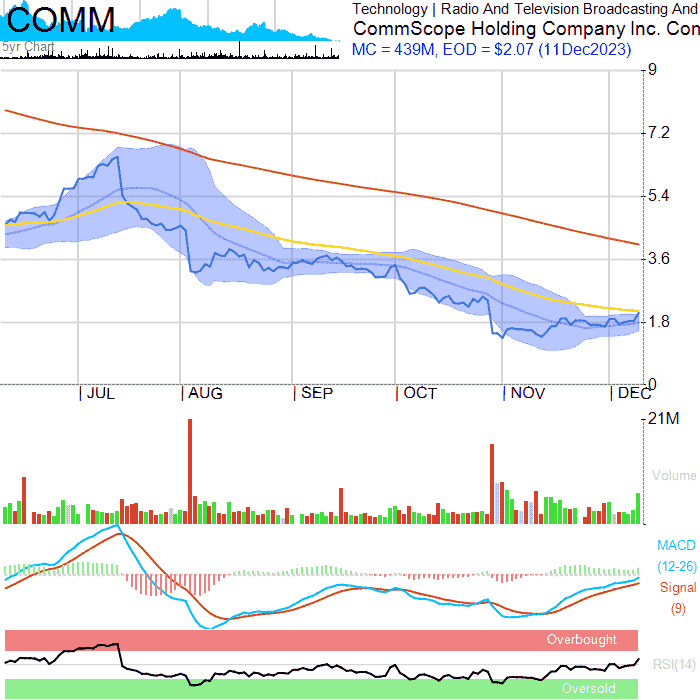 COMM
5yr Chart
Technology | Radio And Television Broadcasting And
CommScope Holding Company Inc. Con
MC = 439M, EOD = $2.07 (11Dec2023)
9
7.2
5.4
3.6
1.8
0
JUL AUG SEP OCT NOV DEC
21M
Volume
MACD
(12-26)
Signal
(9)
Overbought
RSI(14)
Oversold